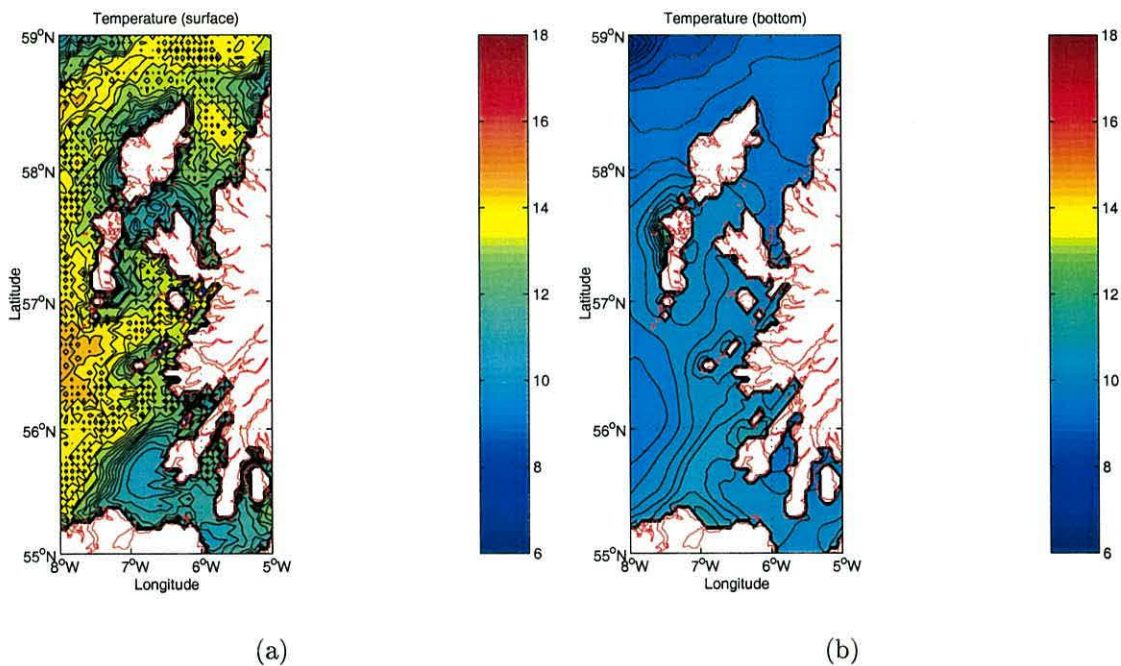 Temperature (surface)
59°N
58°N
57°N
56°N
55°N
Latitude
8°W
7°W
6°W
5°W
Longitude
18
16
14
12
10
8
6
(a)
Temperature (bottom)
59°N
58°N
57°N
56°N
55°N
Latitude
8°W
7°W
6°W
5°W
Longitude
18
16
14
12
10
8
6
(b)